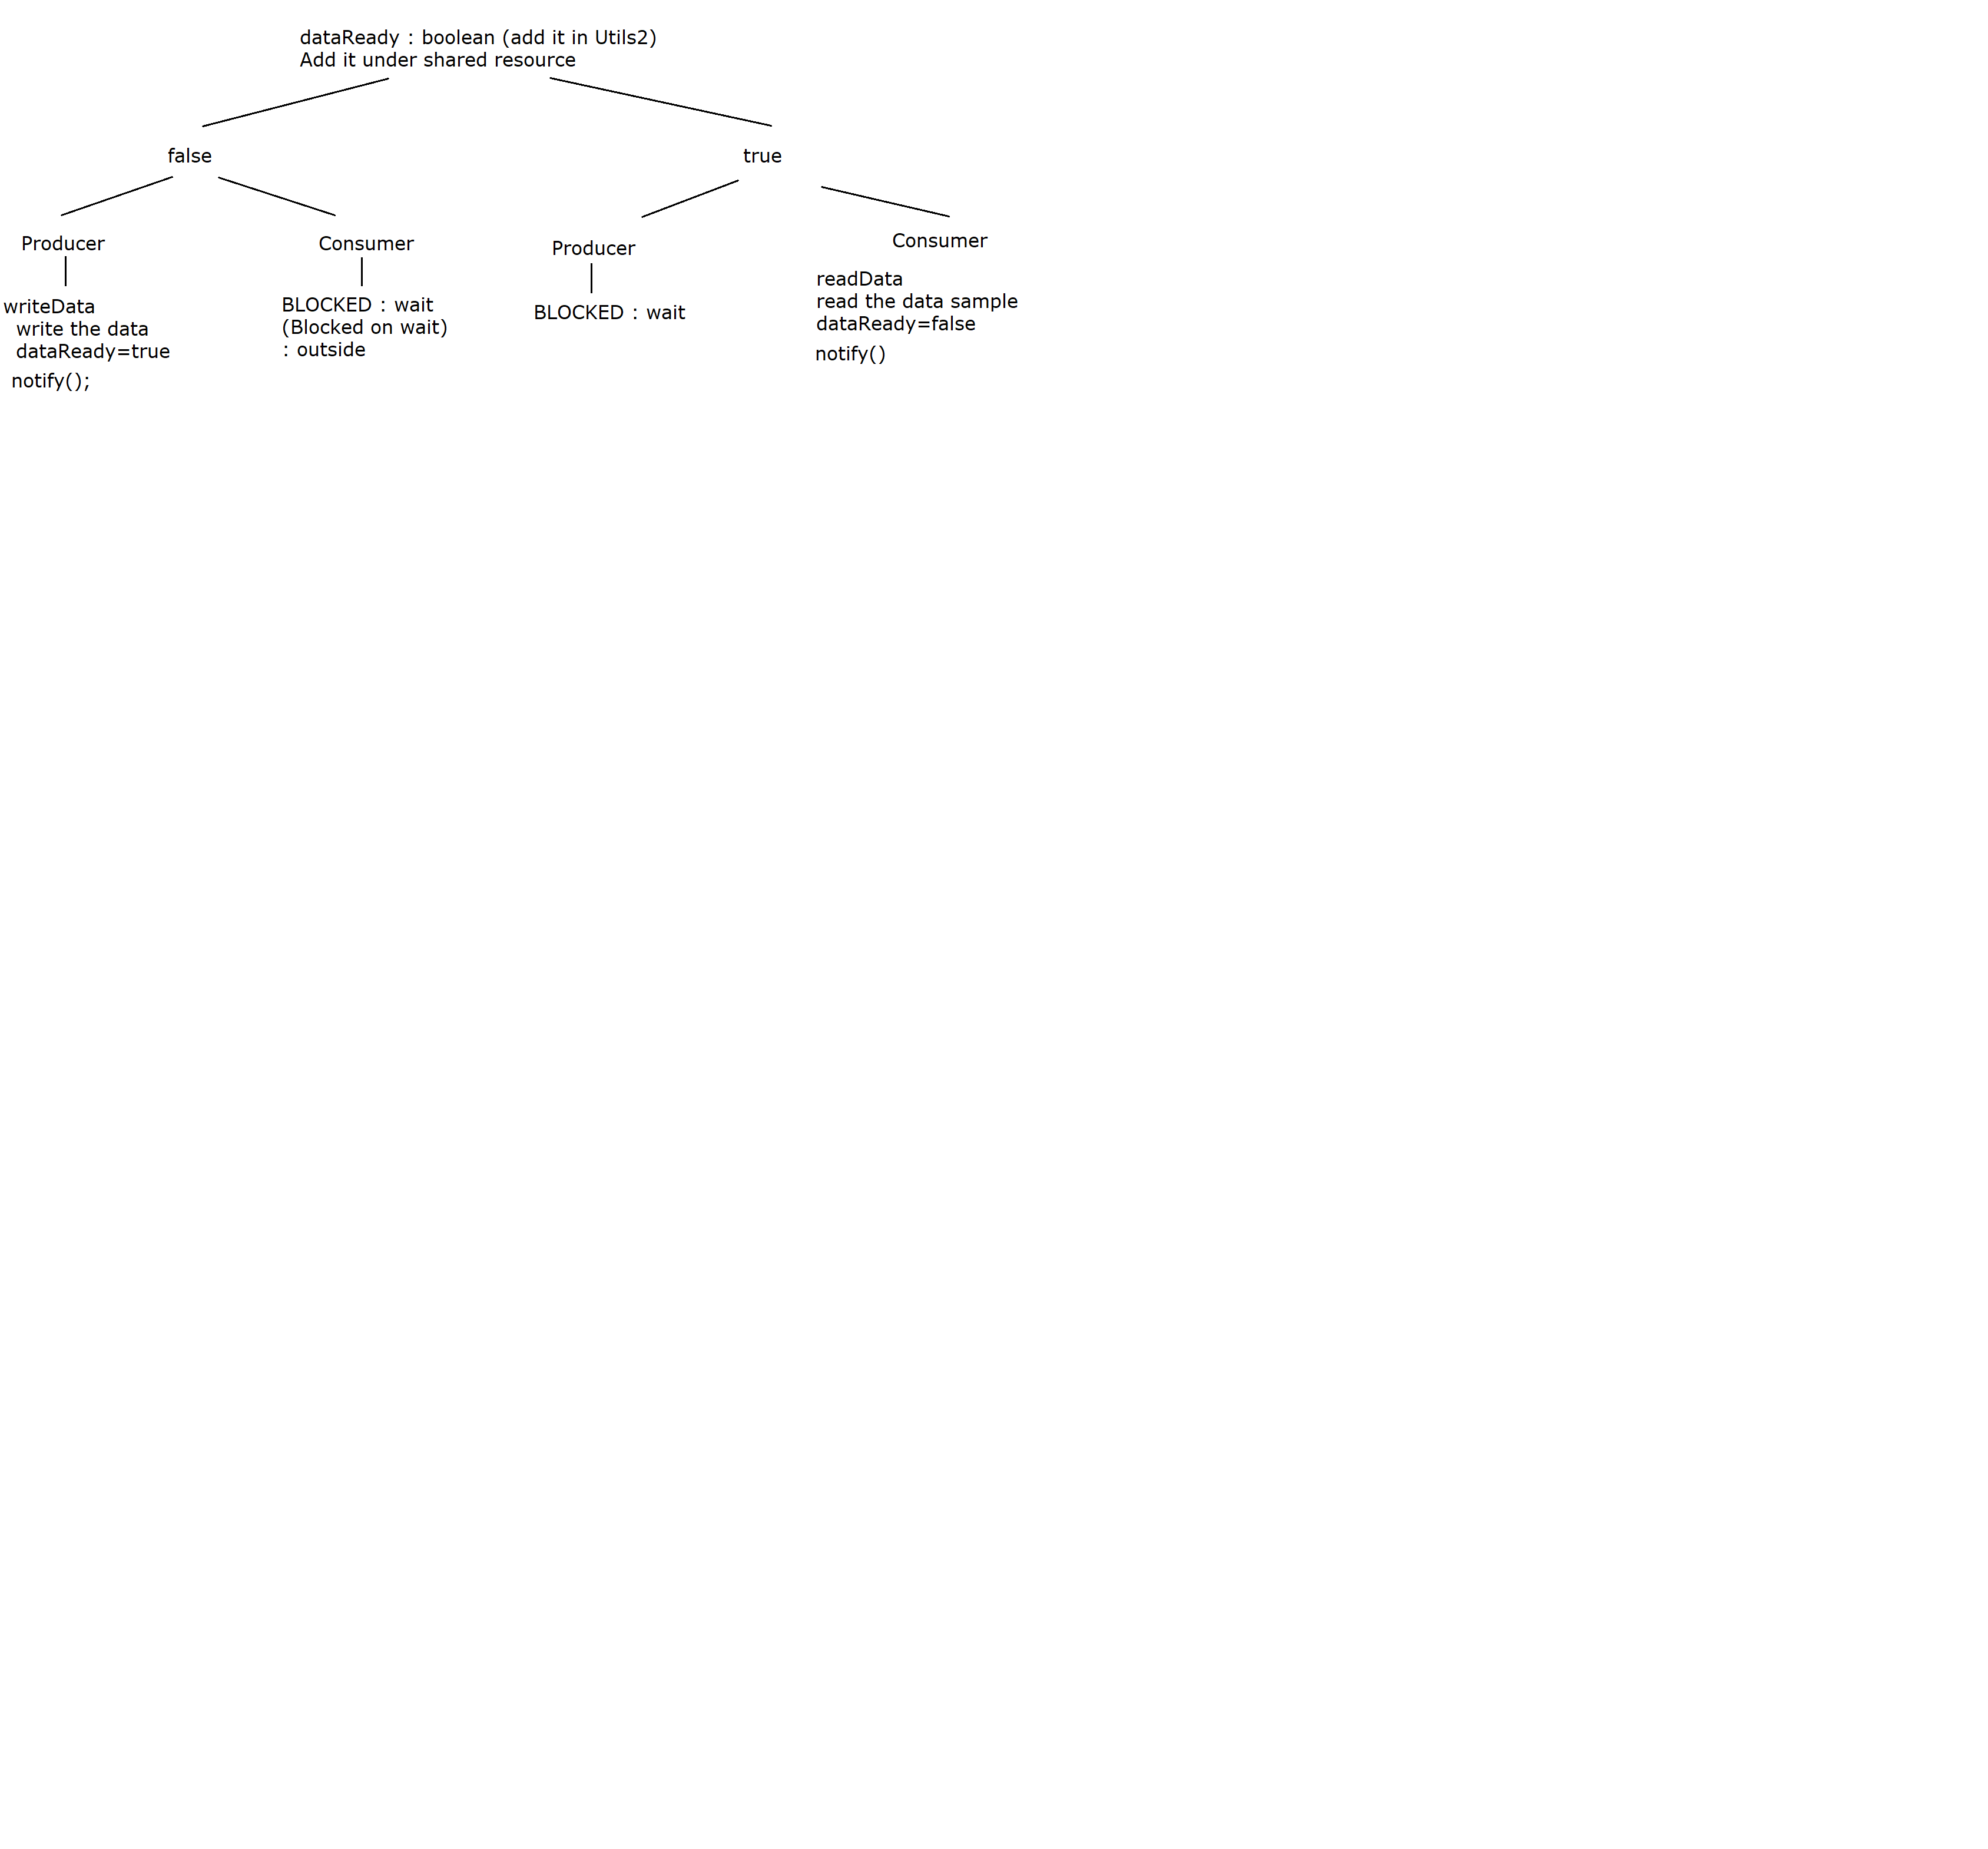 dataReady : boolean (add it in Utils2)
Add it under shared resource
false
true
Producer
Consumer
Producer
Consumer
writeData
write the data
dataReady=true
notify();
BLOCKED : wait
(Blocked on wait)
: outside
BLOCKED : wait
readData
read the data sample
dataReady=false
notify()